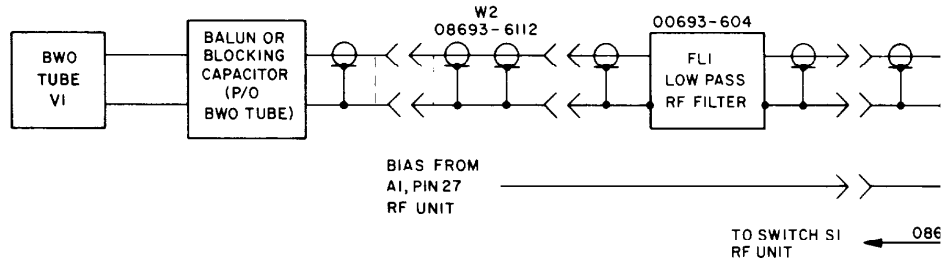 BWO
TUBE
V1
BALUN OR
BLOCKING
CAPACITOR
(P/O
BWO TUBE)
W2
08693-6112
00693-604
FL1
LOW PASS
RF FILTER
BIAS FROM
A1, PIN 27
RF UNIT
TO SWITCH S1
RF UNIT
086